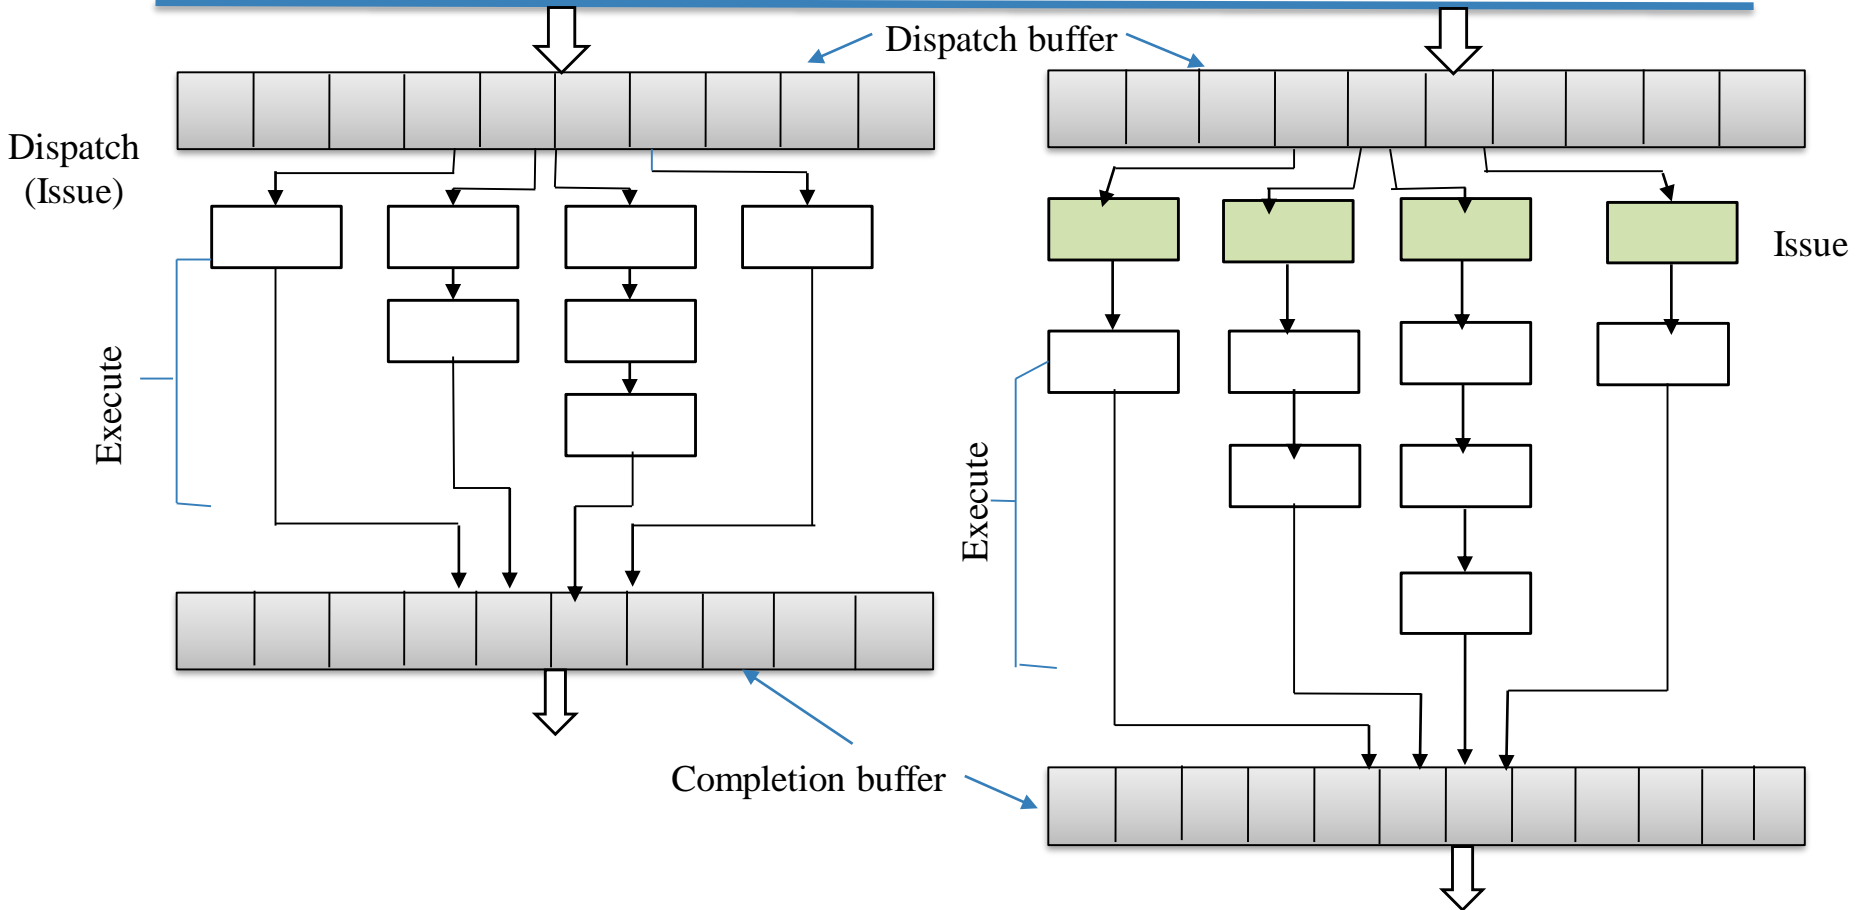 Dispatch buffer
Dispatch
(Issue)
Issue
Execute
Execute
Completion buffer